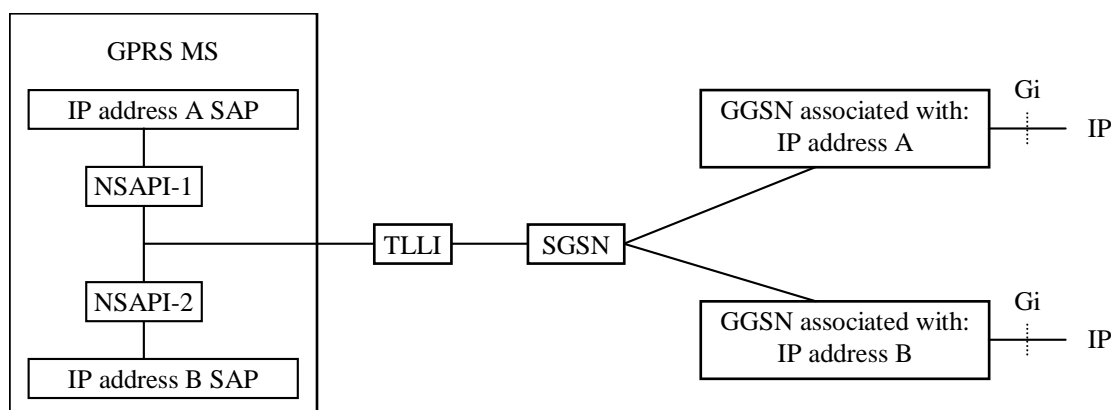 GPRS MS
IP address A SAP
NSAPI-1
NSAPI-2
IP address B SAP
TLLI
SGSN
GGSN associated with:
IP address A
Gi
IP
GGSN associated with:
IP address B
Gi
IP